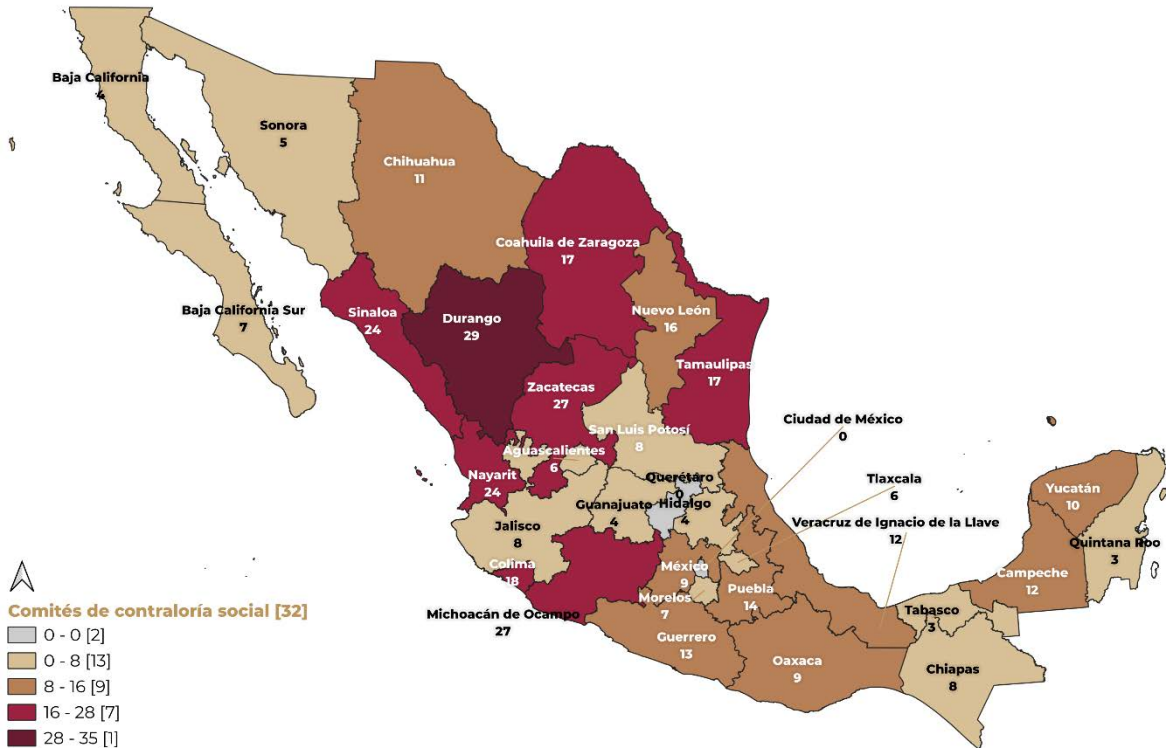 Baja California
4
Sonora
5
Chihuahua
11
Coahuila de Zaragoza
17
Baja California Sur
7
Sinaloa
24
Durango
29
Nuevo León
16
Tamaulipas
17
Zacatecas
27
San Luis Potosí
8
Ciudad de México
0
Aguascalientes
6
Nayarit
24
Querétaro
0
Guanajuato
4
Hidalgo
4
Tlaxcala
6
Yucatán
10
Jalisco
8
Veracruz de Ignacio de la Llave
12
Quintana Roo
3
Colima
18
México
9
Campeche
12
Morelos
7
Puebla
14
Michoacán de Ocampo
27
Tabasco
3
Guerrero
13
Oaxaca
9
Chiapas
8
Comités de contraloría social [32]
0 - 0 [2]
0 - 8 [13]
8 - 16 [9]
16 - 28 [7]
28 - 35 [1]